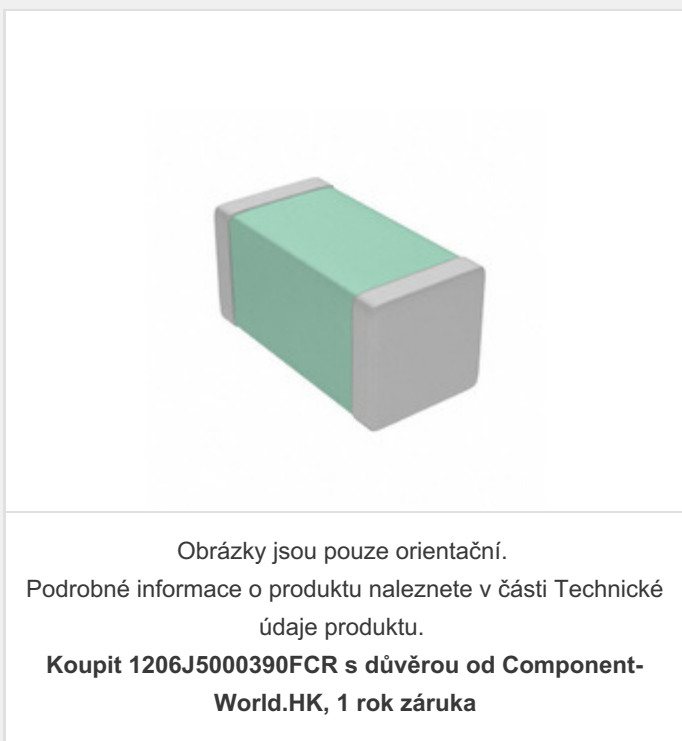 Obrázky jsou pouze orientační.
Podrobné informace o produktu naleznete v části Technické
údaje produktu.
Koupit 1206J5000390FCR s důvěrou od Component-
World.HK, 1 rok záruka